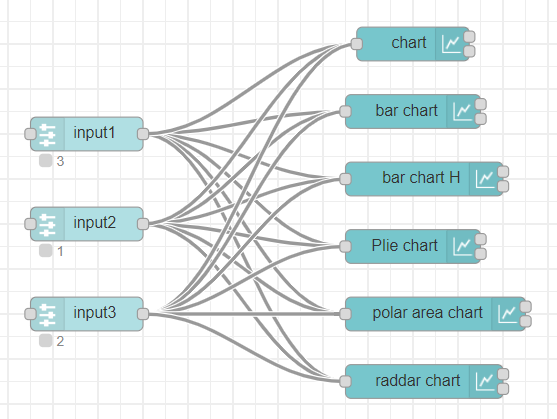 chart
bar chart
input1
3
bar chart H
input2
1
Plie chart
input3
2
polar area chart
raddar chart